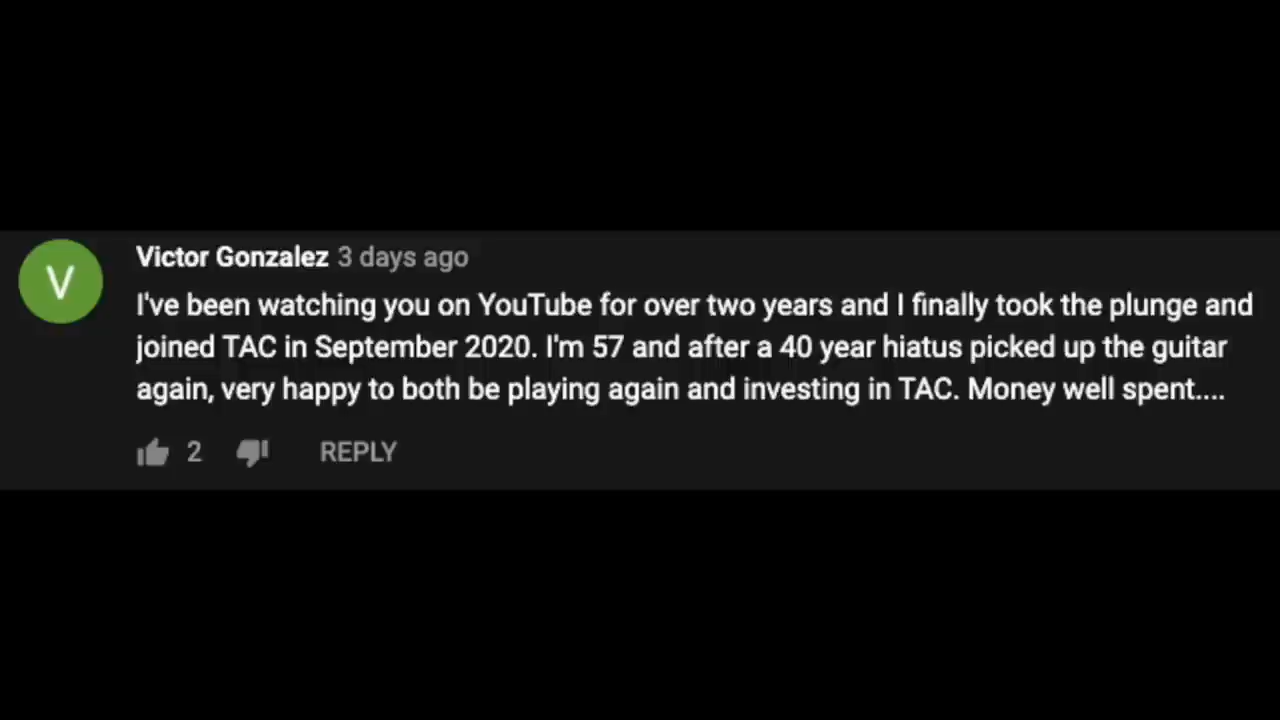 V
Victor Gonzalez 3 days ago
I've been watching you on YouTube for over two years and I finally took the plunge and
joined TAC in September 2020. I'm 57 and after a 40 year hiatus picked up the guitar
again, very happy to both be playing again and investing in TAC. Money well spent....
2 REPLY